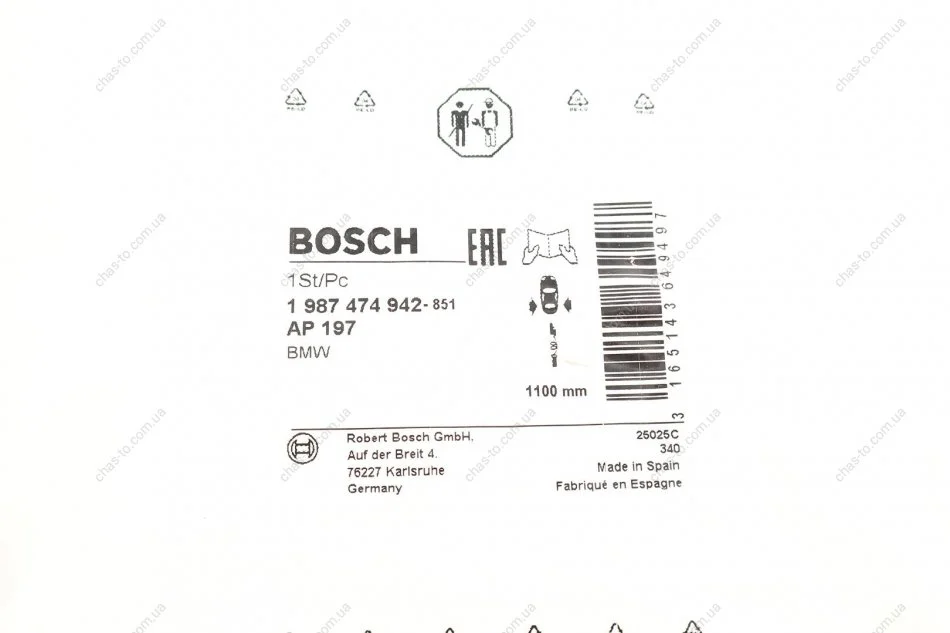 BOSCH
EAC
1St/Pc
1 987 474 942-851
AP 197
BMW
1100 mm
3 165143 649497
Robert Bosch GmbH.
Auf der Breit 4.
76227 Karlsruhe
Germany
25025C
340
Made in Spain
Fabriqué en Espagne
chas-to.com.ua